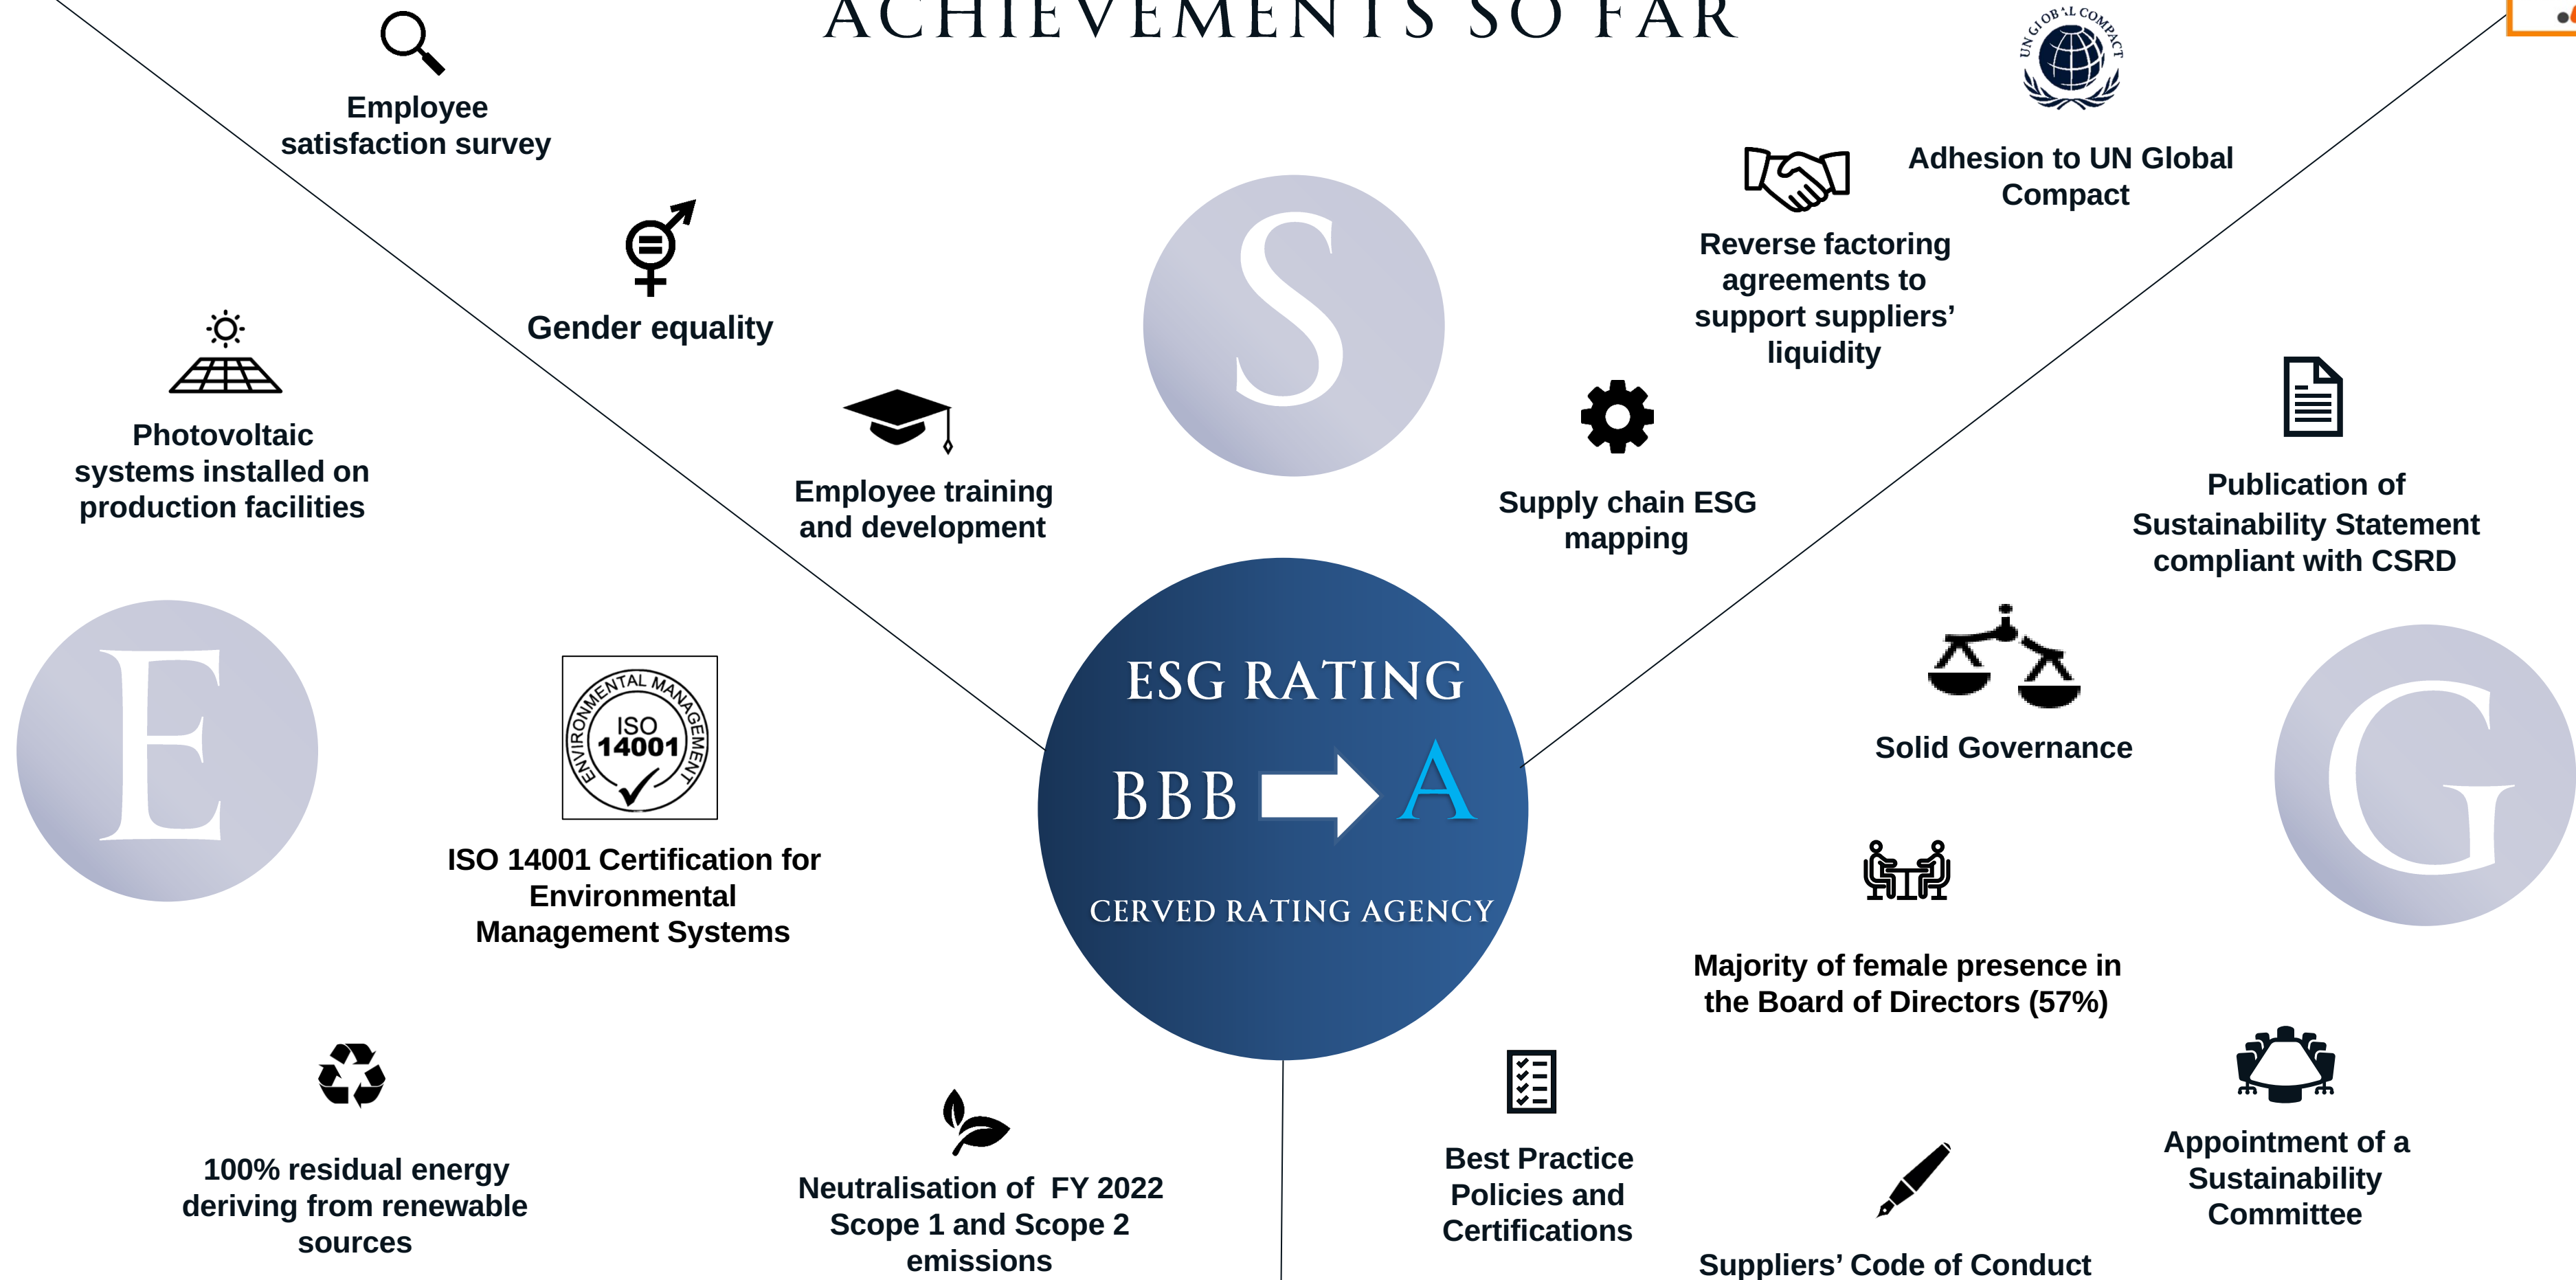 ACHIEVEMENTS SO FAR
Employee
satisfaction survey
Gender equality
Employee training
and development
S
UN GLOBAL COMPACT
Adhesion to UN Global
Compact
Reverse factoring
agreements to
support suppliers’
liquidity
Supply chain ESG
mapping
Photovoltaic
systems installed on
production facilities
E
ENVIRONMENTAL MANAGEMENT
ISO
14001
ISO 14001 Certification for
Environmental
Management Systems
100% residual energy
deriving from renewable
sources
Neutralisation of  FY 2022
Scope 1 and Scope 2
emissions
ESG RATING
BBB A
CERVED RATING AGENCY
Publication of
Sustainability Statement
compliant with CSRD
Solid Governance
G
Majority of female presence in
the Board of Directors (57%)
Best Practice
Policies and
Certifications
Suppliers’ Code of Conduct
Appointment of a
Sustainability
Committee